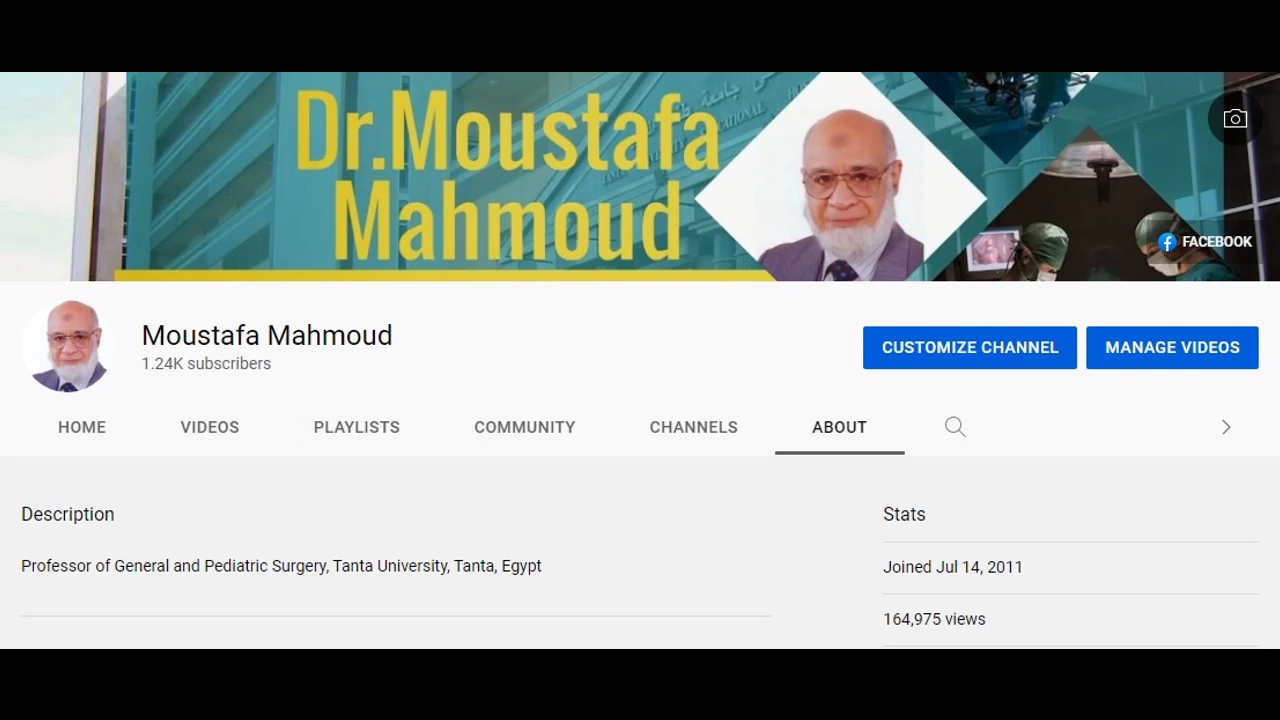 Dr.Moustafa
Mahmoud
FACEBOOK
Moustafa Mahmoud
1.24K subscribers
CUSTOMIZE CHANNEL
MANAGE VIDEOS
HOME
VIDEOS
PLAYLISTS
COMMUNITY
CHANNELS
ABOUT
Description
Professor of General and Pediatric Surgery, Tanta University, Tanta, Egypt
Stats
Joined Jul 14, 2011
164,975 views